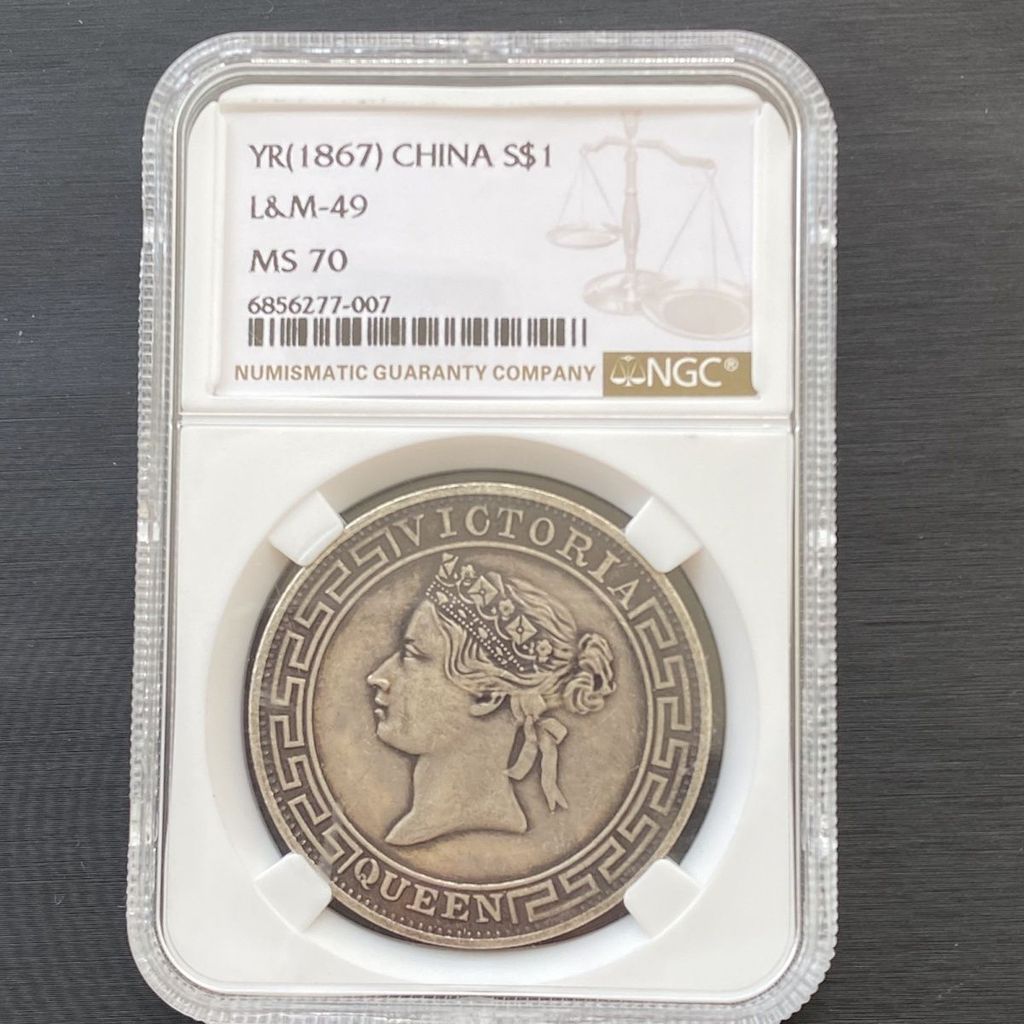 YR(1867) CHINA S$1
L&M-49
MS 70
6856277-007
NUMISMATIC GUARANTY COMPANY NGC®
VICTORIA
QUEEN